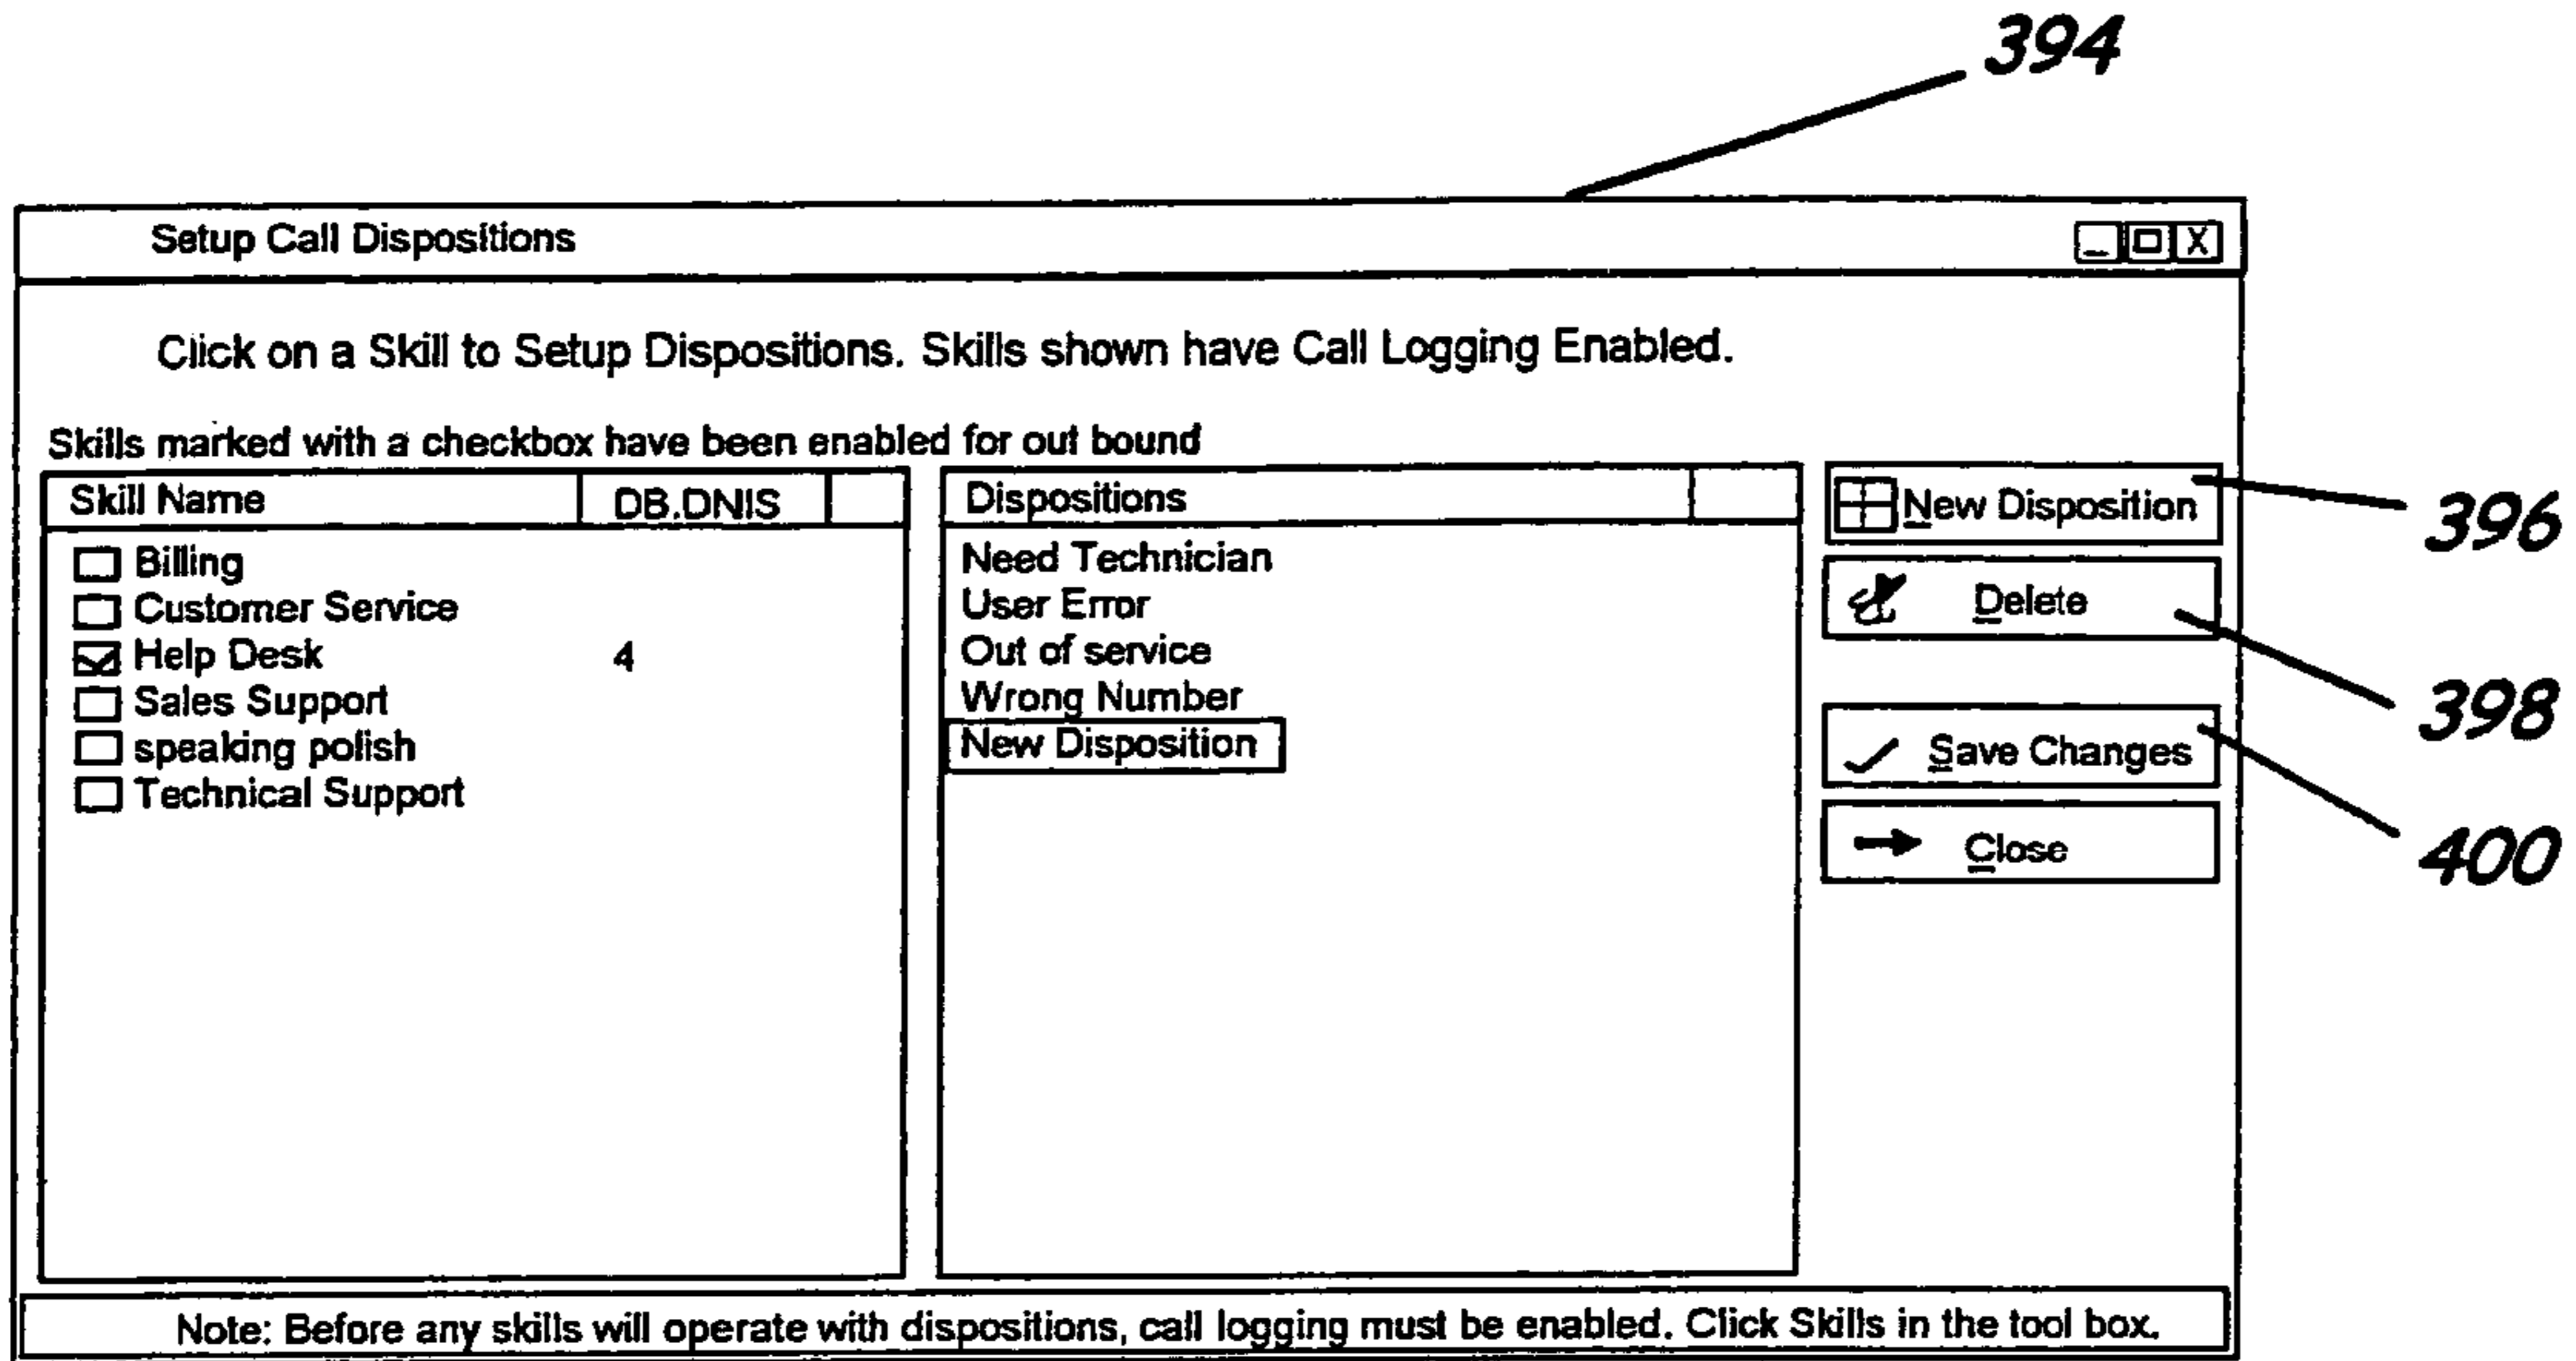 394
Setup Call Dispositions
X
Click on a Skill to Setup Dispositions. Skills shown have Call Logging Enabled.
Skills marked with a checkbox have been enabled for out bound
Skill Name DB.DNIS
Billing
Customer Service
Help Desk 4
Sales Support
speaking polish
Technical Support
Dispositions
Need Technician
User Error
Out of service
Wrong Number
New Disposition
New Disposition
Delete
Save Changes
Close
396
398
400
Note: Before any skills will operate with dispositions, call logging must be enabled. Click Skills in the tool box.